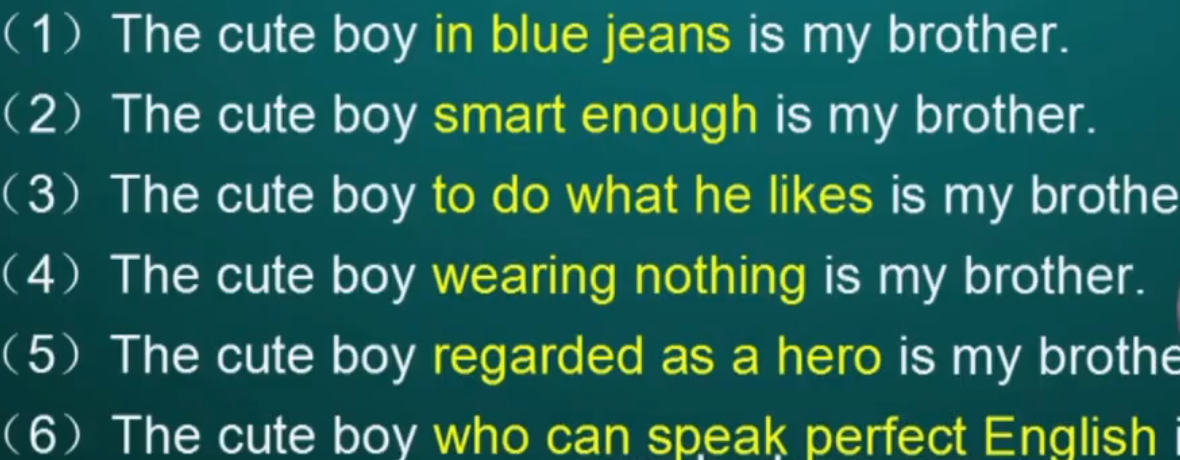 （1） The cute boy in blue jeans is my brother.
（2） The cute boy smart enough is my brother.
（3） The cute boy to do what he likes is my brothe
（4） The cute boy wearing nothing is my brother.
（5） The cute boy regarded as a hero is my brothe
（6） The cute boy who can speak perfect English i